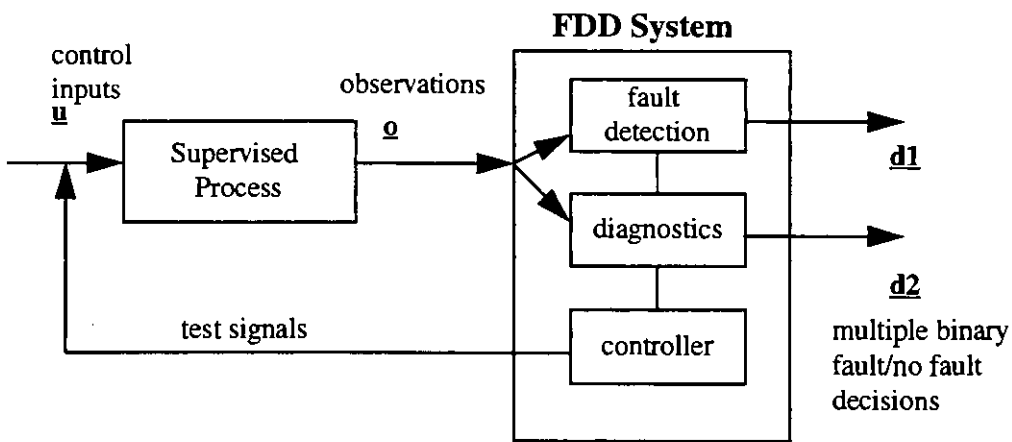 FDD System
control
inputs
u
observations
o
Supervised
Process
fault
detection
d1
diagnostics
d2
test signals
controller
multiple binary
fault/no fault
decisions